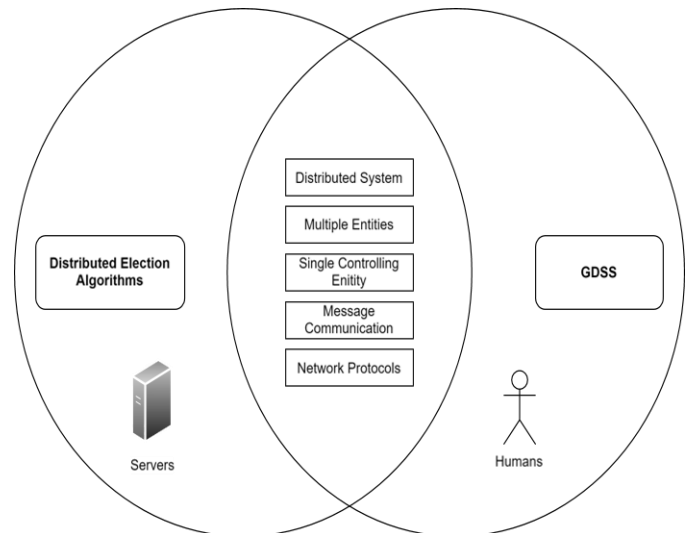 Distributed System
Multiple Entities
Distributed Election
Algorithms
Single Controlling
Enitity
GDSS
Message
Communication
Network Protocols
Servers
Humans